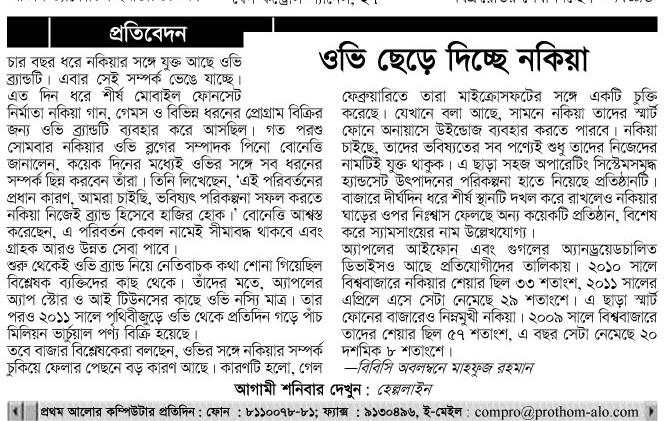 প্রতিবেদন
ওভি ছেড়ে দিচ্ছে নকিয়া
চার বছর ধরে নকিয়ার সঙ্গে যুক্ত আছে ওভি
ব্র্যান্ডটি। এবার সেই সম্পর্ক ভেঙে যাচ্ছে।
এত দিন ধরে শীর্ষ মোবাইল ফোনসেট
নির্মাতা নকিয়া গান, গেমস ও বিভিন্ন ধরনের প্রোগ্রাম বিক্রির
জন্য ওভি ব্র্যান্ডটি ব্যবহার করে আসছিল। গত পরশু
সোমবার নকিয়ার ওভি ব্লগের সম্পাদক পিনো বোনেত্তি
জানালেন, কয়েক দিনের মধ্যেই ওভির সঙ্গে সব ধরনের
সম্পর্ক ছিন্ন করবেন তাঁরা। তিনি লিখেছেন, ‘এই পরিবর্তনের
প্রধান কারণ, আমরা চাইছি, ভবিষ্যৎ পরিকল্পনা সফল করতে
নকিয়া নিজেই ব্র্যান্ড হিসেবে হাজির হোক।’ বোনেত্তি আশ্বস্ত
করেছেন, এ পরিবর্তন কেবল নামেই সীমাবদ্ধ থাকবে এবং
গ্রাহক আরও উন্নত সেবা পাবে।
শুরু থেকেই ওভি ব্র্যান্ড নিয়ে নেতিবাচক কথা শোনা গিয়েছিল
বিশ্লেষক ব্যক্তিদের কাছ থেকে। তাঁদের মতে, অ্যাপলের
অ্যাপ স্টোর ও আই টিউনসের কাছে ওভি নস্যি মাত্র। তার
পরও ২০১১ সালে পৃথিবীজুড়ে ওভি থেকে প্রতিদিন গড়ে পাঁচ
মিলিয়ন ভার্চুয়াল পণ্য বিক্রি হয়েছে।
তবে বাজার বিশ্লেষকেরা বলছেন, ওভির সঙ্গে নকিয়ার সম্পর্ক
চুকিয়ে ফেলার পেছনে বড় কারণ আছে। কারণটি হলো, গেল
ফেব্রুয়ারিতে তারা মাইক্রোসফটের সঙ্গে একটি চুক্তি
করেছে। যেখানে বলা আছে, সামনে নকিয়া তাদের স্মার্ট
ফোনে অনায়াসে উইন্ডোজ ব্যবহার করতে পারবে। নকিয়া
চাইছে, তাদের ভবিষ্যতের সব পণ্যেই শুধু তাদের নিজেদের
নামটিই যুক্ত থাকুক। এ ছাড়া সহজ অপারেটিং সিস্টেমসমৃদ্ধ
হ্যান্ডসেট উৎপাদনের পরিকল্পনা হাতে নিয়েছে প্রতিষ্ঠানটি।
বাজারে দীর্ঘদিন ধরে শীর্ষ স্থানটি দখল করে রাখলেও নকিয়ার
ঘাড়ের ওপর নিঃশ্বাস ফেলছে অন্য কয়েকটি প্রতিষ্ঠান, বিশেষ
করে স্যামসাংয়ের নাম উল্লেখযোগ্য।
অ্যাপলের আইফোন এবং গুগলের অ্যানড্রয়েডচালিত
ডিভাইসও আছে প্রতিযোগীদের তালিকায়। ২০১০ সালে
বিশ্ববাজারে নকিয়ার শেয়ার ছিল ৩৩ শতাংশ, ২০১১ সালের
এপ্রিলে এসে সেটা নেমেছে ২৯ শতাংশে। এ ছাড়া স্মার্ট
ফোনের বাজারেও নিম্নমুখী নকিয়া। ২০০৯ সালে বিশ্ববাজারে
তাদের শেয়ার ছিল ৫৭ শতাংশ, এ বছর সেটা নেমেছে ২০
দশমিক ৮ শতাংশে।
—বিবিসি অবলম্বনে মাহফুজ রহমান
আগামী শনিবার দেখুন : হেল্পলাইন
প্রথম আলোর কম্পিউটার প্রতিদিন : ফোন : ৮১১০০৭৮-৮১; ফ্যাক্স : ৯১৩০৪৯৬, ই-মেইল : compro@prothom-alo.com